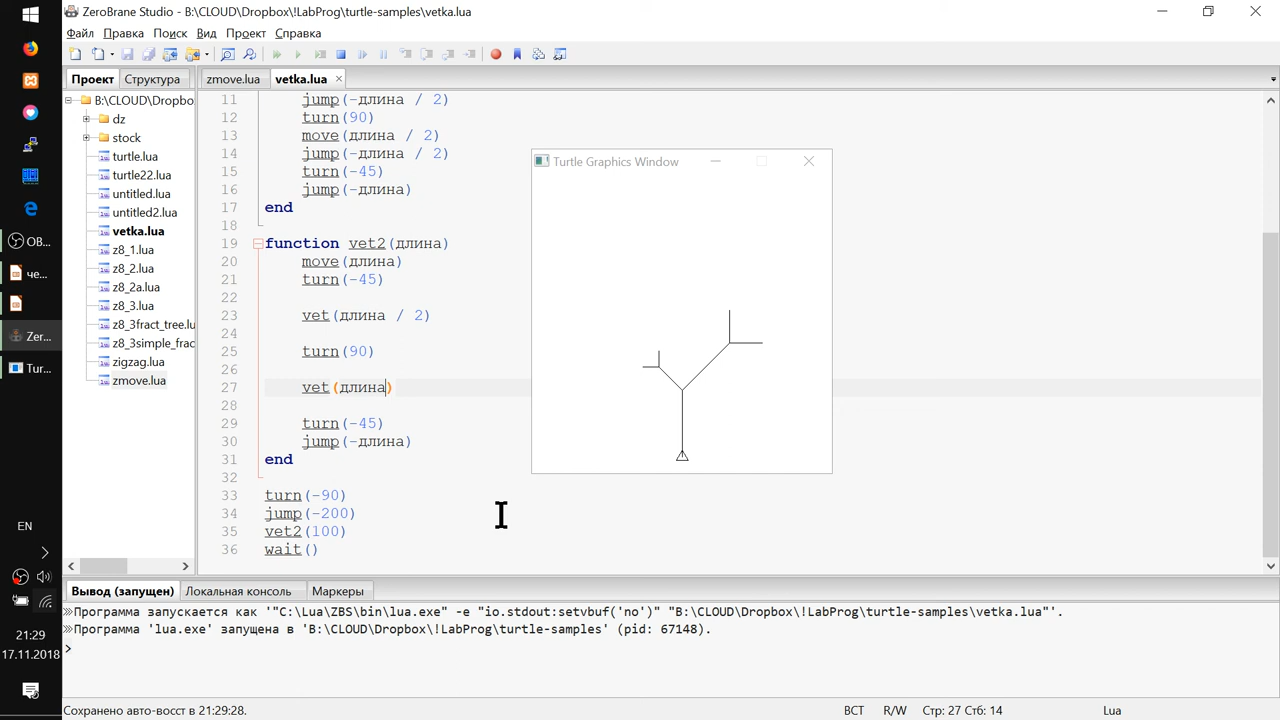 ZeroBrane Studio - B:\CLOUD\Dropbox\!LabProg\turtle-samples\vetka.lua
Файл Правка Поиск Вид Проект Справка
Проект Структура
zmove.lua vetka.lua
B:\CLOUD\Dropbo
dz
stock
turtle.lua
turtle22.lua
untitled.lua
untitled2.lua
vetka.lua
z8_1.lua
z8_2.lua
z8_2a.lua
z8_3.lua
z8_3fract_tree.lu
z8_3simple_frac
zigzag.lua
zmove.lua
11 jump(-длина / 2)
12 turn(90)
13 move(длина / 2)
14 jump(-длина / 2)
15 turn(-45)
16 jump(-длина)
17 end
18
19 function vet2(длина)
20 move(длина)
21 turn(-45)
22
23 vet(длина / 2)
24
25 turn(90)
26
27 vet(длина)
28
29 turn(-45)
30 jump(-длина)
31 end
32
33 turn(-90)
34 jump(-200)
35 vet2(100)
36 wait()
Turtle Graphics Window
OB...
че...
Zer...
Tur...
EN
21:29
17.11.2018
Вывод (запущен) Локальная консоль Маркеры
Программа запускается как '"C:\Lua\ZBS\bin\lua.exe" -e "io.stdout:setvbuf('no')" "B:\CLOUD\Dropbox\!LabProg\turtle-samples\vetka.lua"'.
Программа 'lua.exe' запущена в 'B:\CLOUD\Dropbox\!LabProg\turtle-samples' (pid: 67148).
Сохранено авто-восст в 21:29:28. ВСТ R/W Стр: 27 Стб: 14 Lua